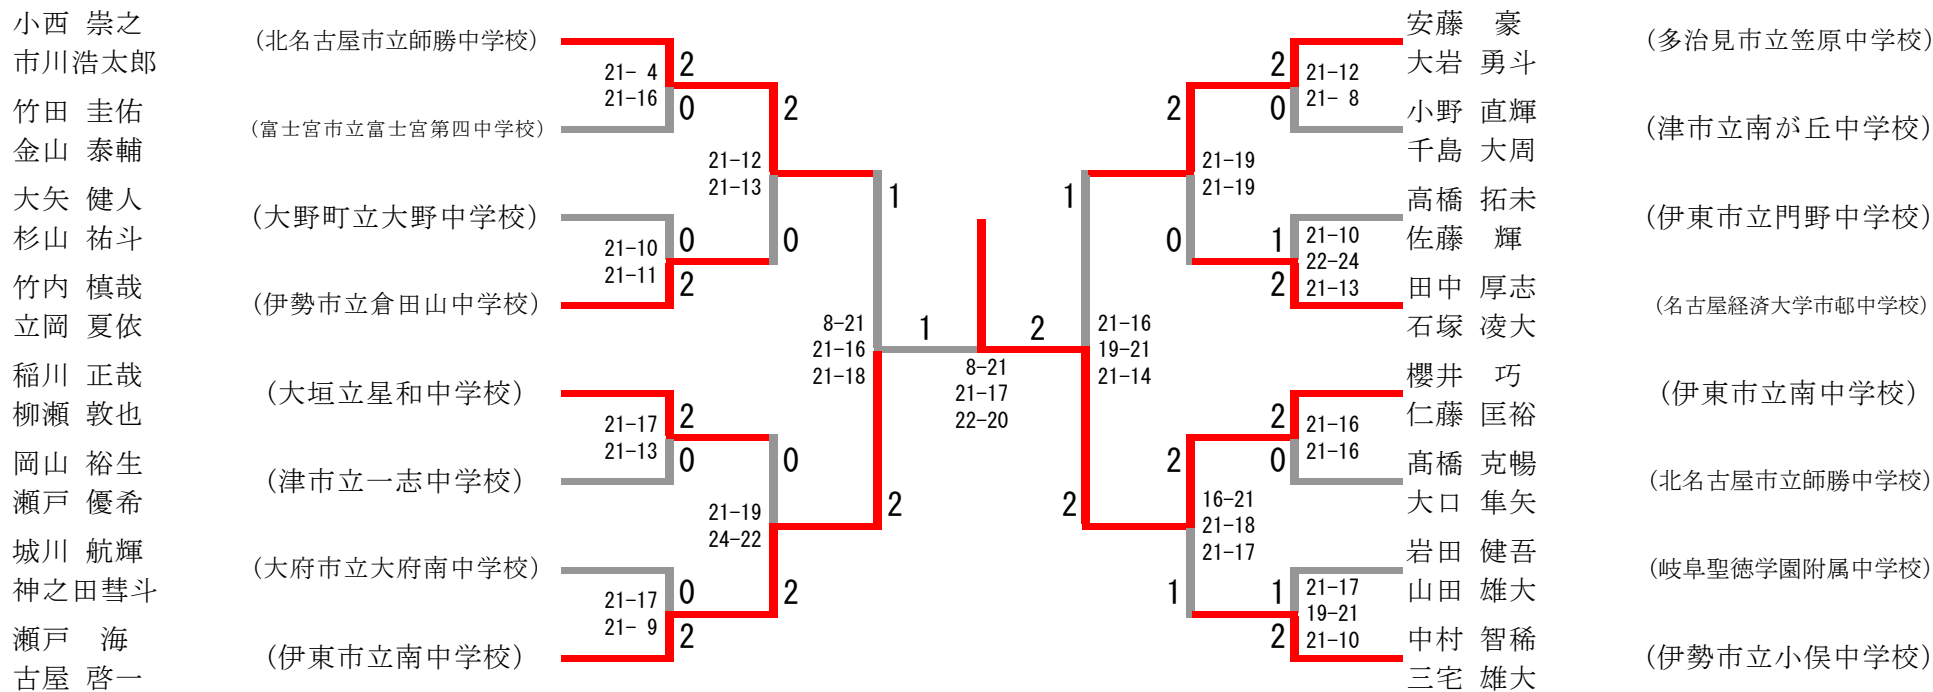 小西 崇之
市川浩太郎
(北名古屋市立師勝中学校)
竹田 圭佑
金山 泰輔
(富士宮市立富士宮第四中学校)
大矢 健人
杉山 祐斗
(大野町立大野中学校)
竹内 槙哉
立岡 夏依
(伊勢市立倉田山中学校)
稲川 正哉
柳瀬 敦也
(大垣立星和中学校)
岡山 裕生
瀬戸 優希
(津市立一志中学校)
城川 航輝
神之田彗斗
(大府市立大府南中学校)
瀬戸 海
古屋 啓一
(伊東市立南中学校)
21- 4
21-16
2
0
21-10
21-11
0
2
21-17
21-13
2
0
21-17
21- 9
0
2
21-12
21-13
2
0
21-19
24-22
0
2
8-21
21-16
21-18
1
2
1
2
8-21
21-17
22-20
1
2
21-16
19-21
21-14
2
0
21-19
21-19
2
1
16-21
21-18
21-17
2
0
21-12
21- 8
1
2
21-10
22-24
21-13
2
0
21-16
21-16
1
2
21-17
19-21
21-10
安藤 豪
大岩 勇斗
(多治見市立笠原中学校)
小野 直輝
千島 大周
(津市立南が丘中学校)
高橋 拓未
佐藤 輝
(伊東市立門野中学校)
田中 厚志
石塚 凌大
(名古屋経済大学市邨中学校)
櫻井 巧
仁藤 匡裕
(伊東市立南中学校)
髙橋 克暢
大口 隼矢
(北名古屋市立師勝中学校)
岩田 健吾
山田 雄大
(岐阜聖徳学園附属中学校)
中村 智稀
三宅 雄大
(伊勢市立小俣中学校)